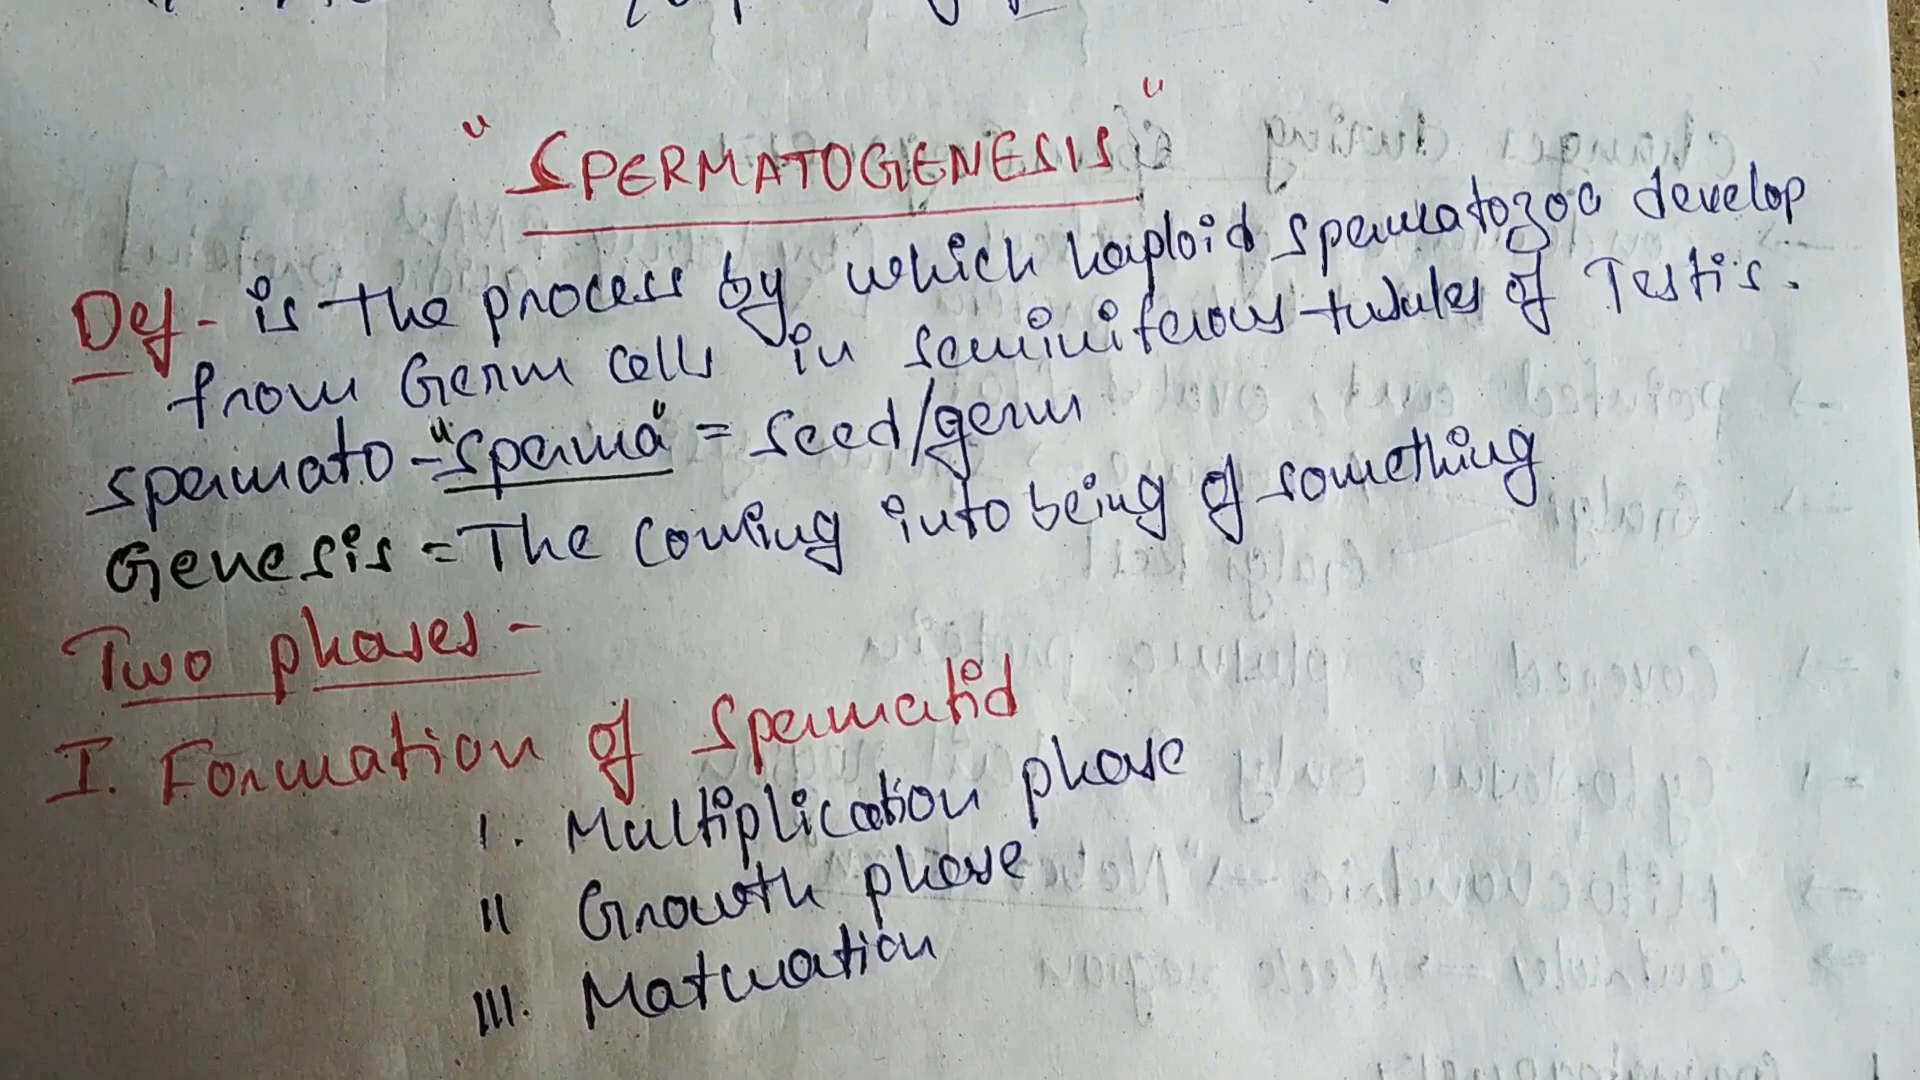 "SPERMATOGENESIS"
Def - is the process by which haploid spermatozoa develop
from Germ cells in seminiferous tubules of Testis.
Spermato - "sperma" = seed/germ
Genesis = The coming into being of something
Two phases -
I. Formation of spermatid
I. Multiplication phase
II Growth phase
III. Maturation